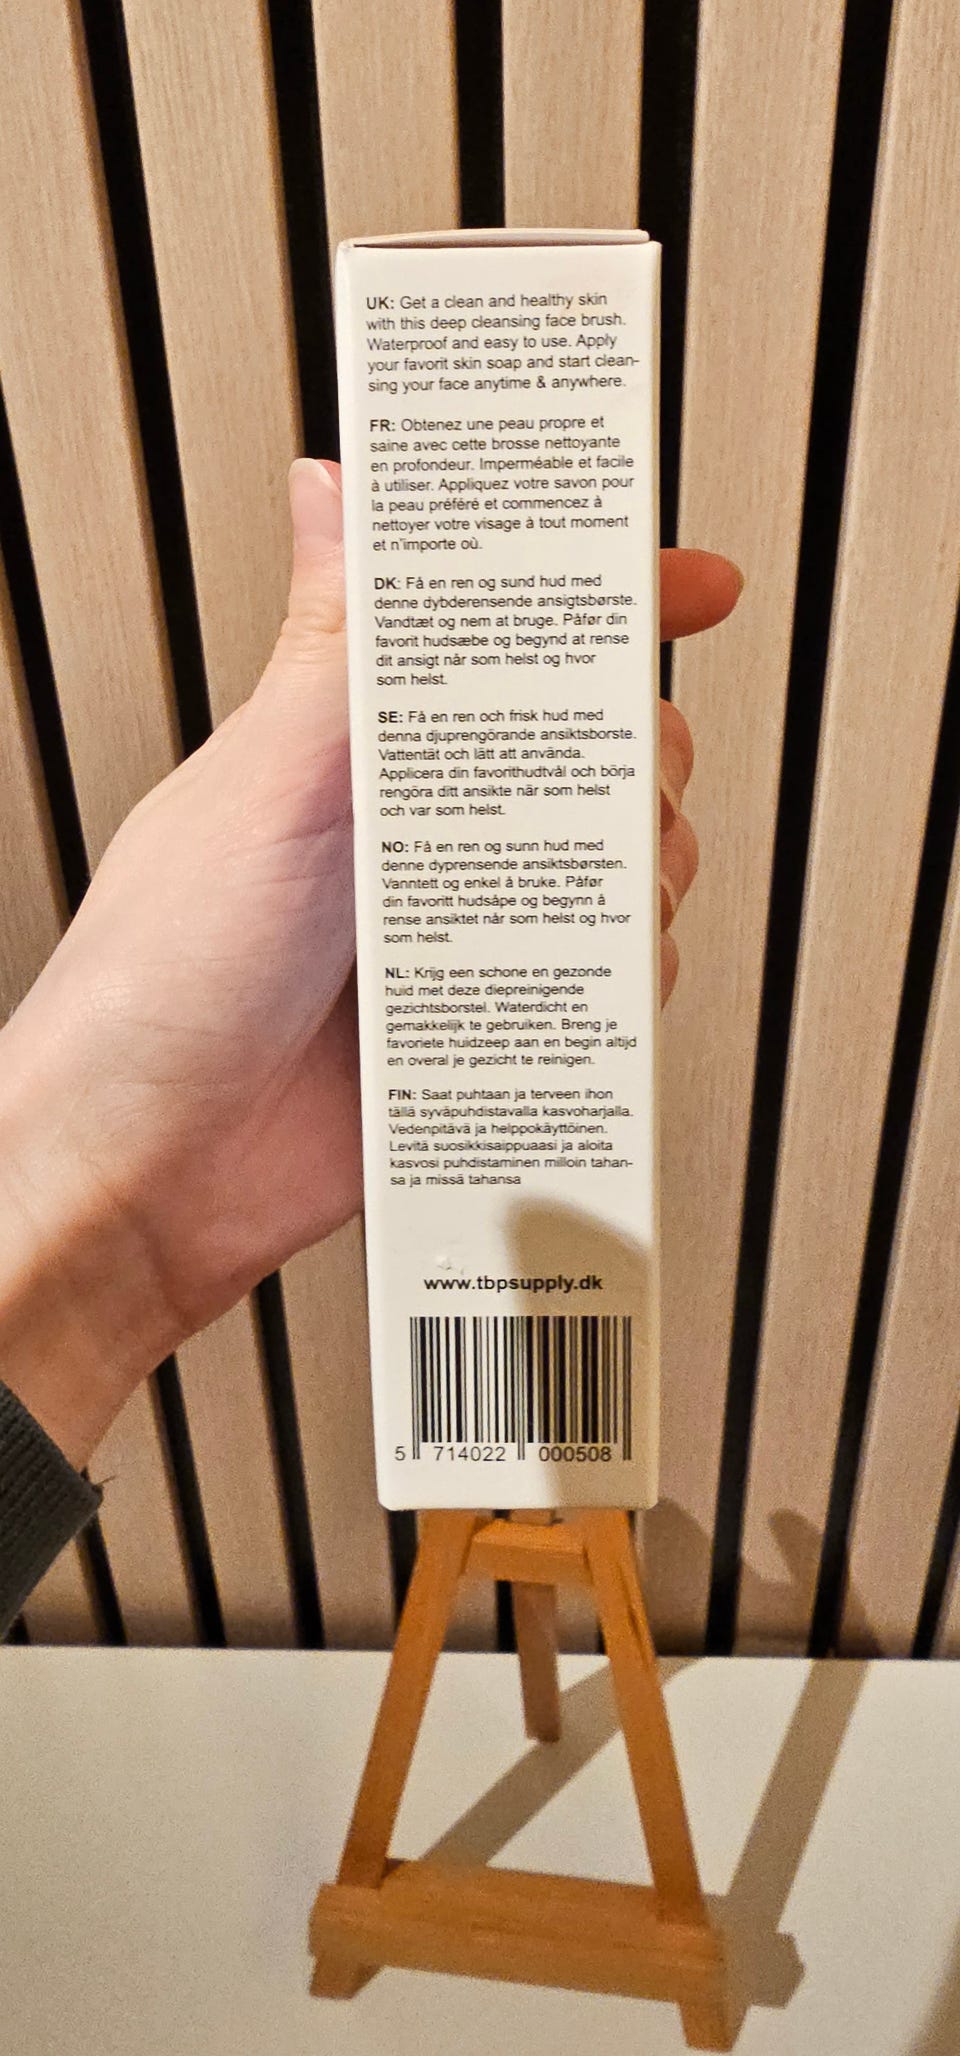 UK: Get a clean and healthy skin
with this deep cleansing face brush.
Waterproof and easy to use. Apply
your favorit skin soap and start clean-
sing your face anytime & anywhere.
FR: Obtenez une peau propre et
saine avec cette brosse nettoyante
en profondeur. Imperméable et facile
à utiliser. Appliquez votre savon pour
la peau préféré et commencez à
nettoyer votre visage à tout moment
et n'importe où.
DK: Få en ren og sund hud med
denne dybderensende ansigtsbørste.
Vandtæt og nem at bruge. Påfør din
favorit hudsæbe og begynd at rense
dit ansigt når som helst og hvor
som helst.
SE: Få en ren och frisk hud med
denna djuprengörande ansiktsborste.
Vattentät och lätt att använda.
Applicera din favorithudtvål och börja
rengöra ditt ansikte när som helst
och var som helst.
NO: Få en ren og sunn hud med
denne dyprensende ansiktsbørsten.
Vanntett og enkel å bruke. Påfør
din favoritt hudsåpe og begynn å
rense ansiktet når som helst og hvor
som helst.
NL: Krijg een schone en gezonde
huid met deze diepreinigende
gezichtsborstel. Waterdicht en
gemakkelijk te gebruiken. Breng je
favoriete huidzeep aan en begin altijd
en overal je gezicht te reinigen.
FIN: Saat puhtaan ja terveen ihon
tällä syväpuhdistavalla kasvoharjalla.
Vedenpitävä ja helppokäyttöinen.
Levitä suosikkisaippuaasi ja aloita
kasvosi puhdistaminen milloin tahan-
sa ja missä tahansa
www.tbpsupply.dk
5 714022 000508